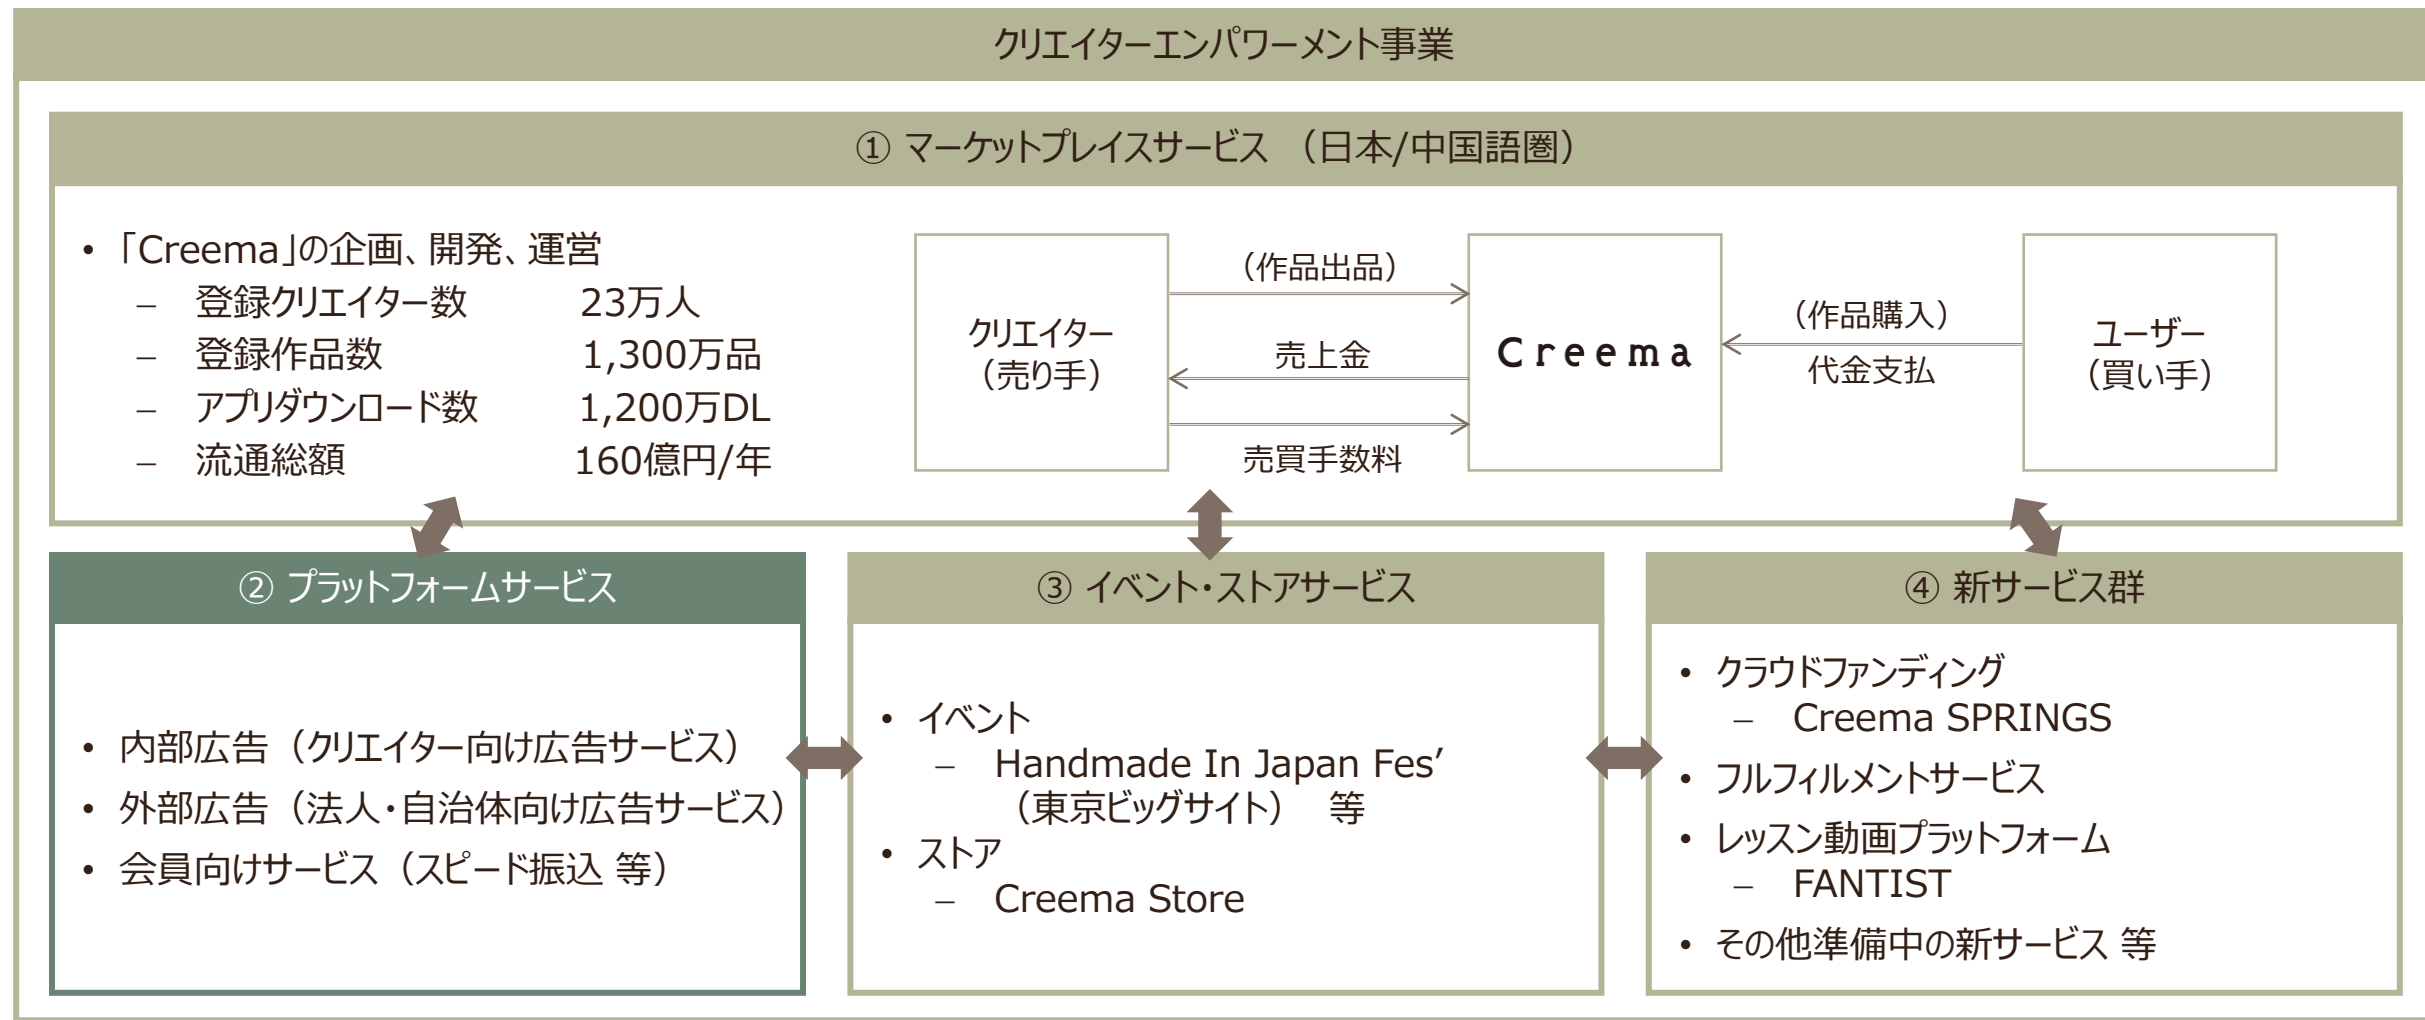 クリエイターエンパワーメント事業
① マーケットプレイスサービス （日本/中国語圏）
• 「Creema」の企画、開発、運営
– 登録クリエイター数 23万人
– 登録作品数 1,300万品
– アプリダウンロード数 1,200万DL
– 流通総額 160億円/年
クリエイター
（売り手）
（作品出品）
売上金
売買手数料
Creema
（作品購入）
代金支払
ユーザー
（買い手）
② プラットフォームサービス
• 内部広告（クリエイター向け広告サービス）
• 外部広告（法人・自治体向け広告サービス）
• 会員向けサービス（スピード振込 等）
③ イベント・ストアサービス
• イベント
– Handmade In Japan Fes’
（東京ビッグサイト） 等
• ストア
– Creema Store
④ 新サービス群
• クラウドファンディング
– Creema SPRINGS
• フルフィルメントサービス
• レッスン動画プラットフォーム
– FANTIST
• その他準備中の新サービス 等